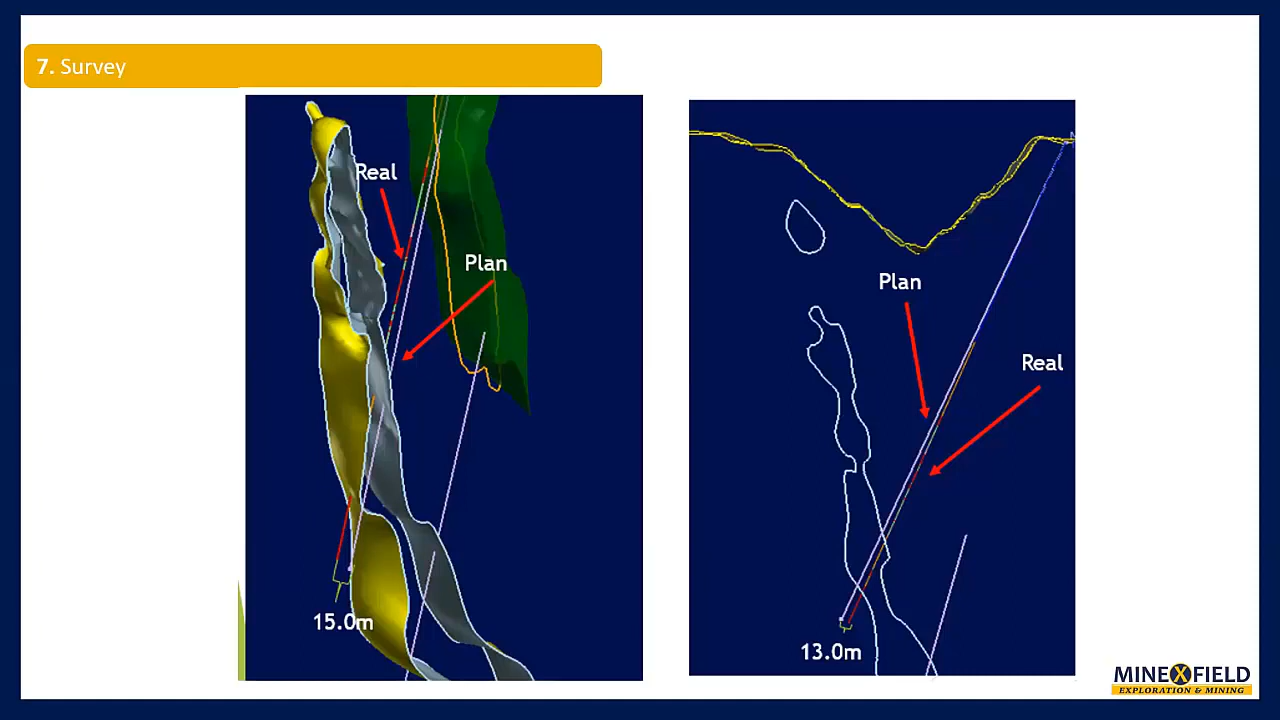 7. Survey
Real
Plan
15.0m
Plan
Real
13.0m
MINEXFIELD
EXPLORATION & MINING